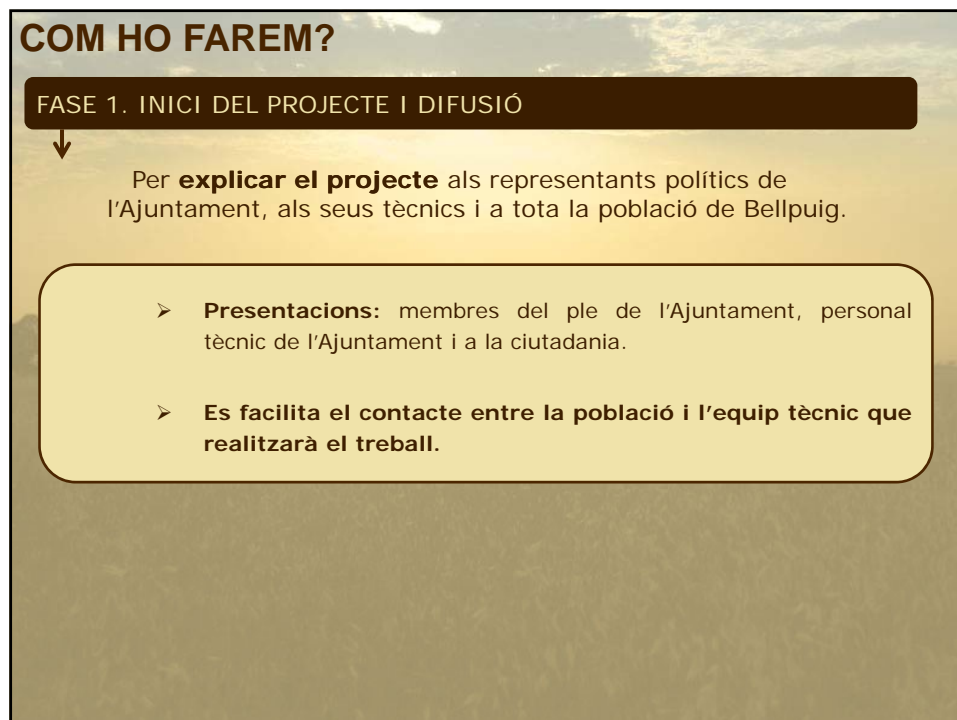 COM HO FAREM?
FASE 1. INICI DEL PROJECTE I DIFUSIÓ
Per explicar el projecte als representants polítics de
l’Ajuntament, als seus tècnics i a tota la població de Bellpuig.
➢ Presentacions: membres del ple de l’Ajuntament, personal
tècnic de l’Ajuntament i a la ciutadania.
➢ Es facilita el contacte entre la població i l’equip tècnic que
realitzarà el treball.